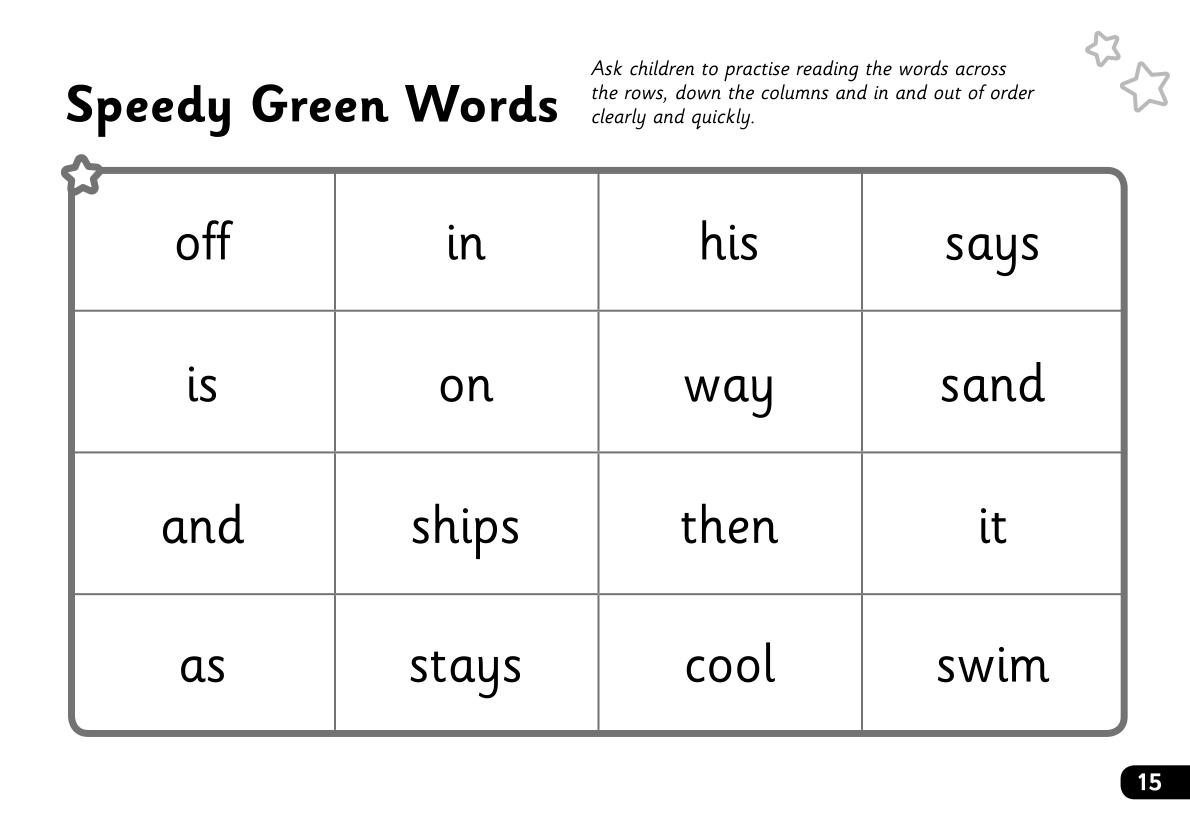 Speedy Green Words
Ask children to practise reading the words across
the rows, down the columns and in and out of order
clearly and quickly.
off in his says
is on way sand
and ships then it
as stays cool swim
15